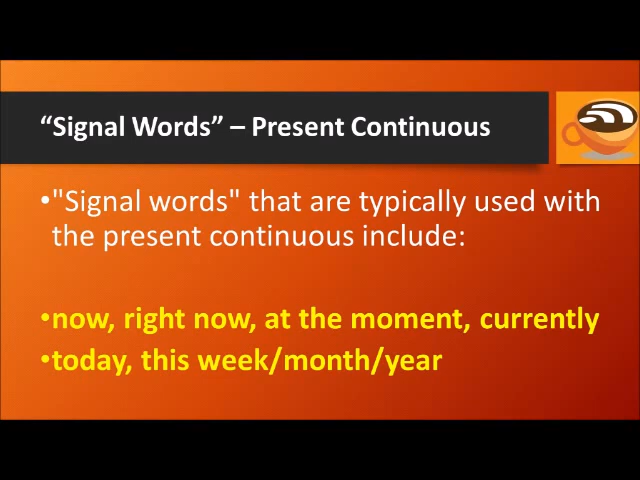 “Signal Words” – Present Continuous
•"Signal words" that are typically used with
the present continuous include:
•now, right now, at the moment, currently
•today, this week/month/year